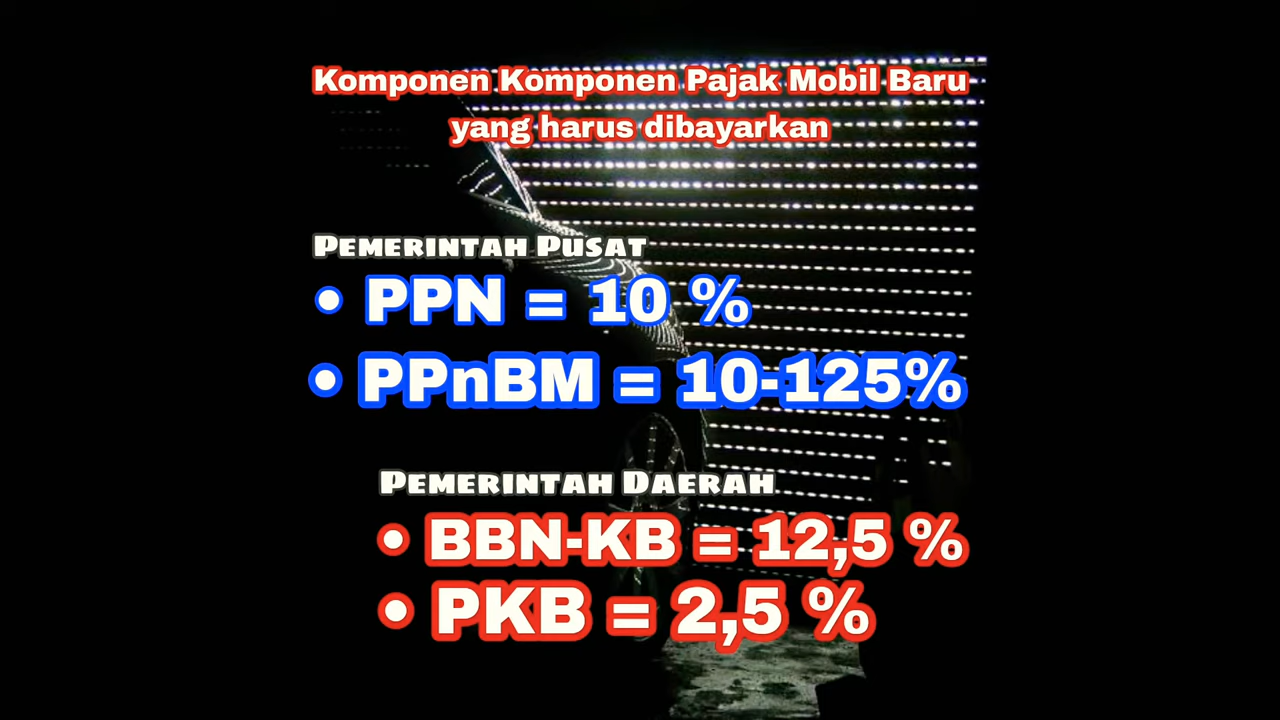 Komponen Komponen Pajak Mobil Baru
yang harus dibayarkan
Pemerintah Pusat
• PPN = 10 %
• PPnBM = 10-125%
Pemerintah Daerah
• BBN-KB = 12,5 %
• PKB = 2,5 %